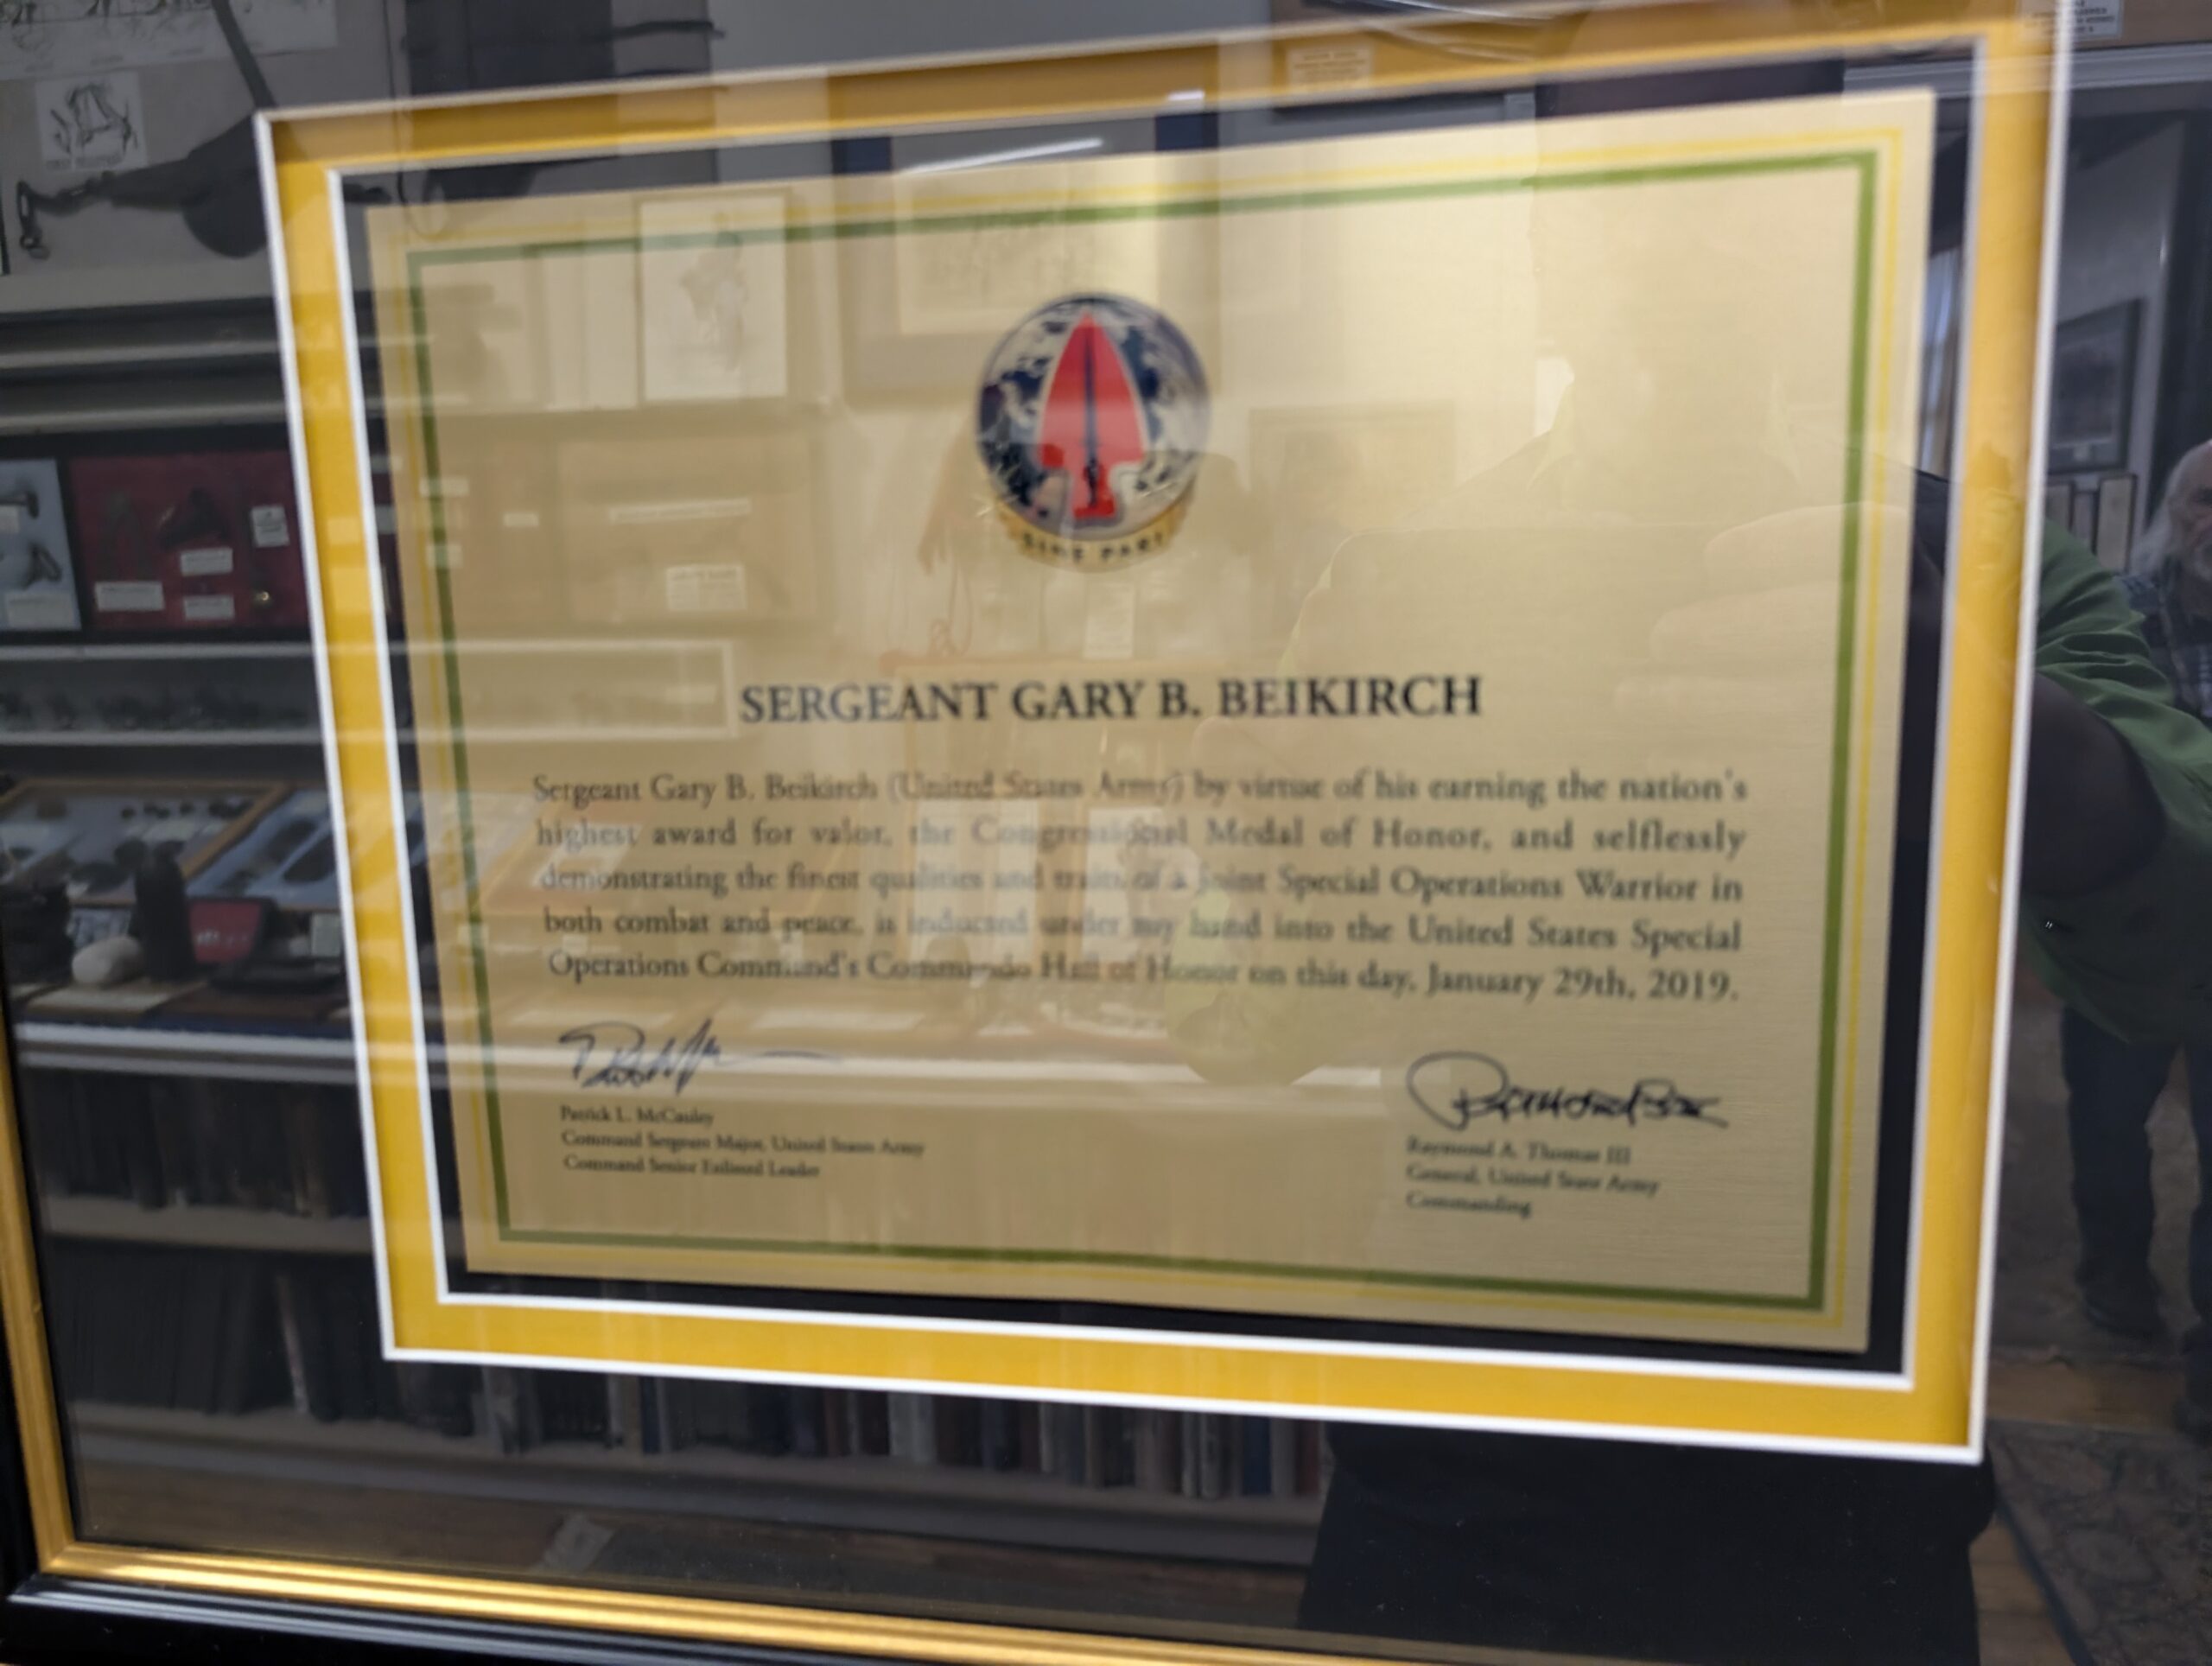 SINE PARI
SERGEANT GARY B. BEIKIRCH
Sergeant Gary B. Beikirch (United States Army) by virtue of his earning the nation's
highest award for valor, the Congressional Medal of Honor, and selflessly
demonstrating the finest qualities and traits of a joint Special Operations Warrior in
both combat and peace, is inducted under my hand into the United States Special
Operations Command's Commando Hall of Honor on this day, January 29th, 2019.
Patrick L. McCauley
Command Sergeant Major, United States Army
Command Senior Enlisted Leader
Raymond A. Thomas III
General, United States Army
Commanding